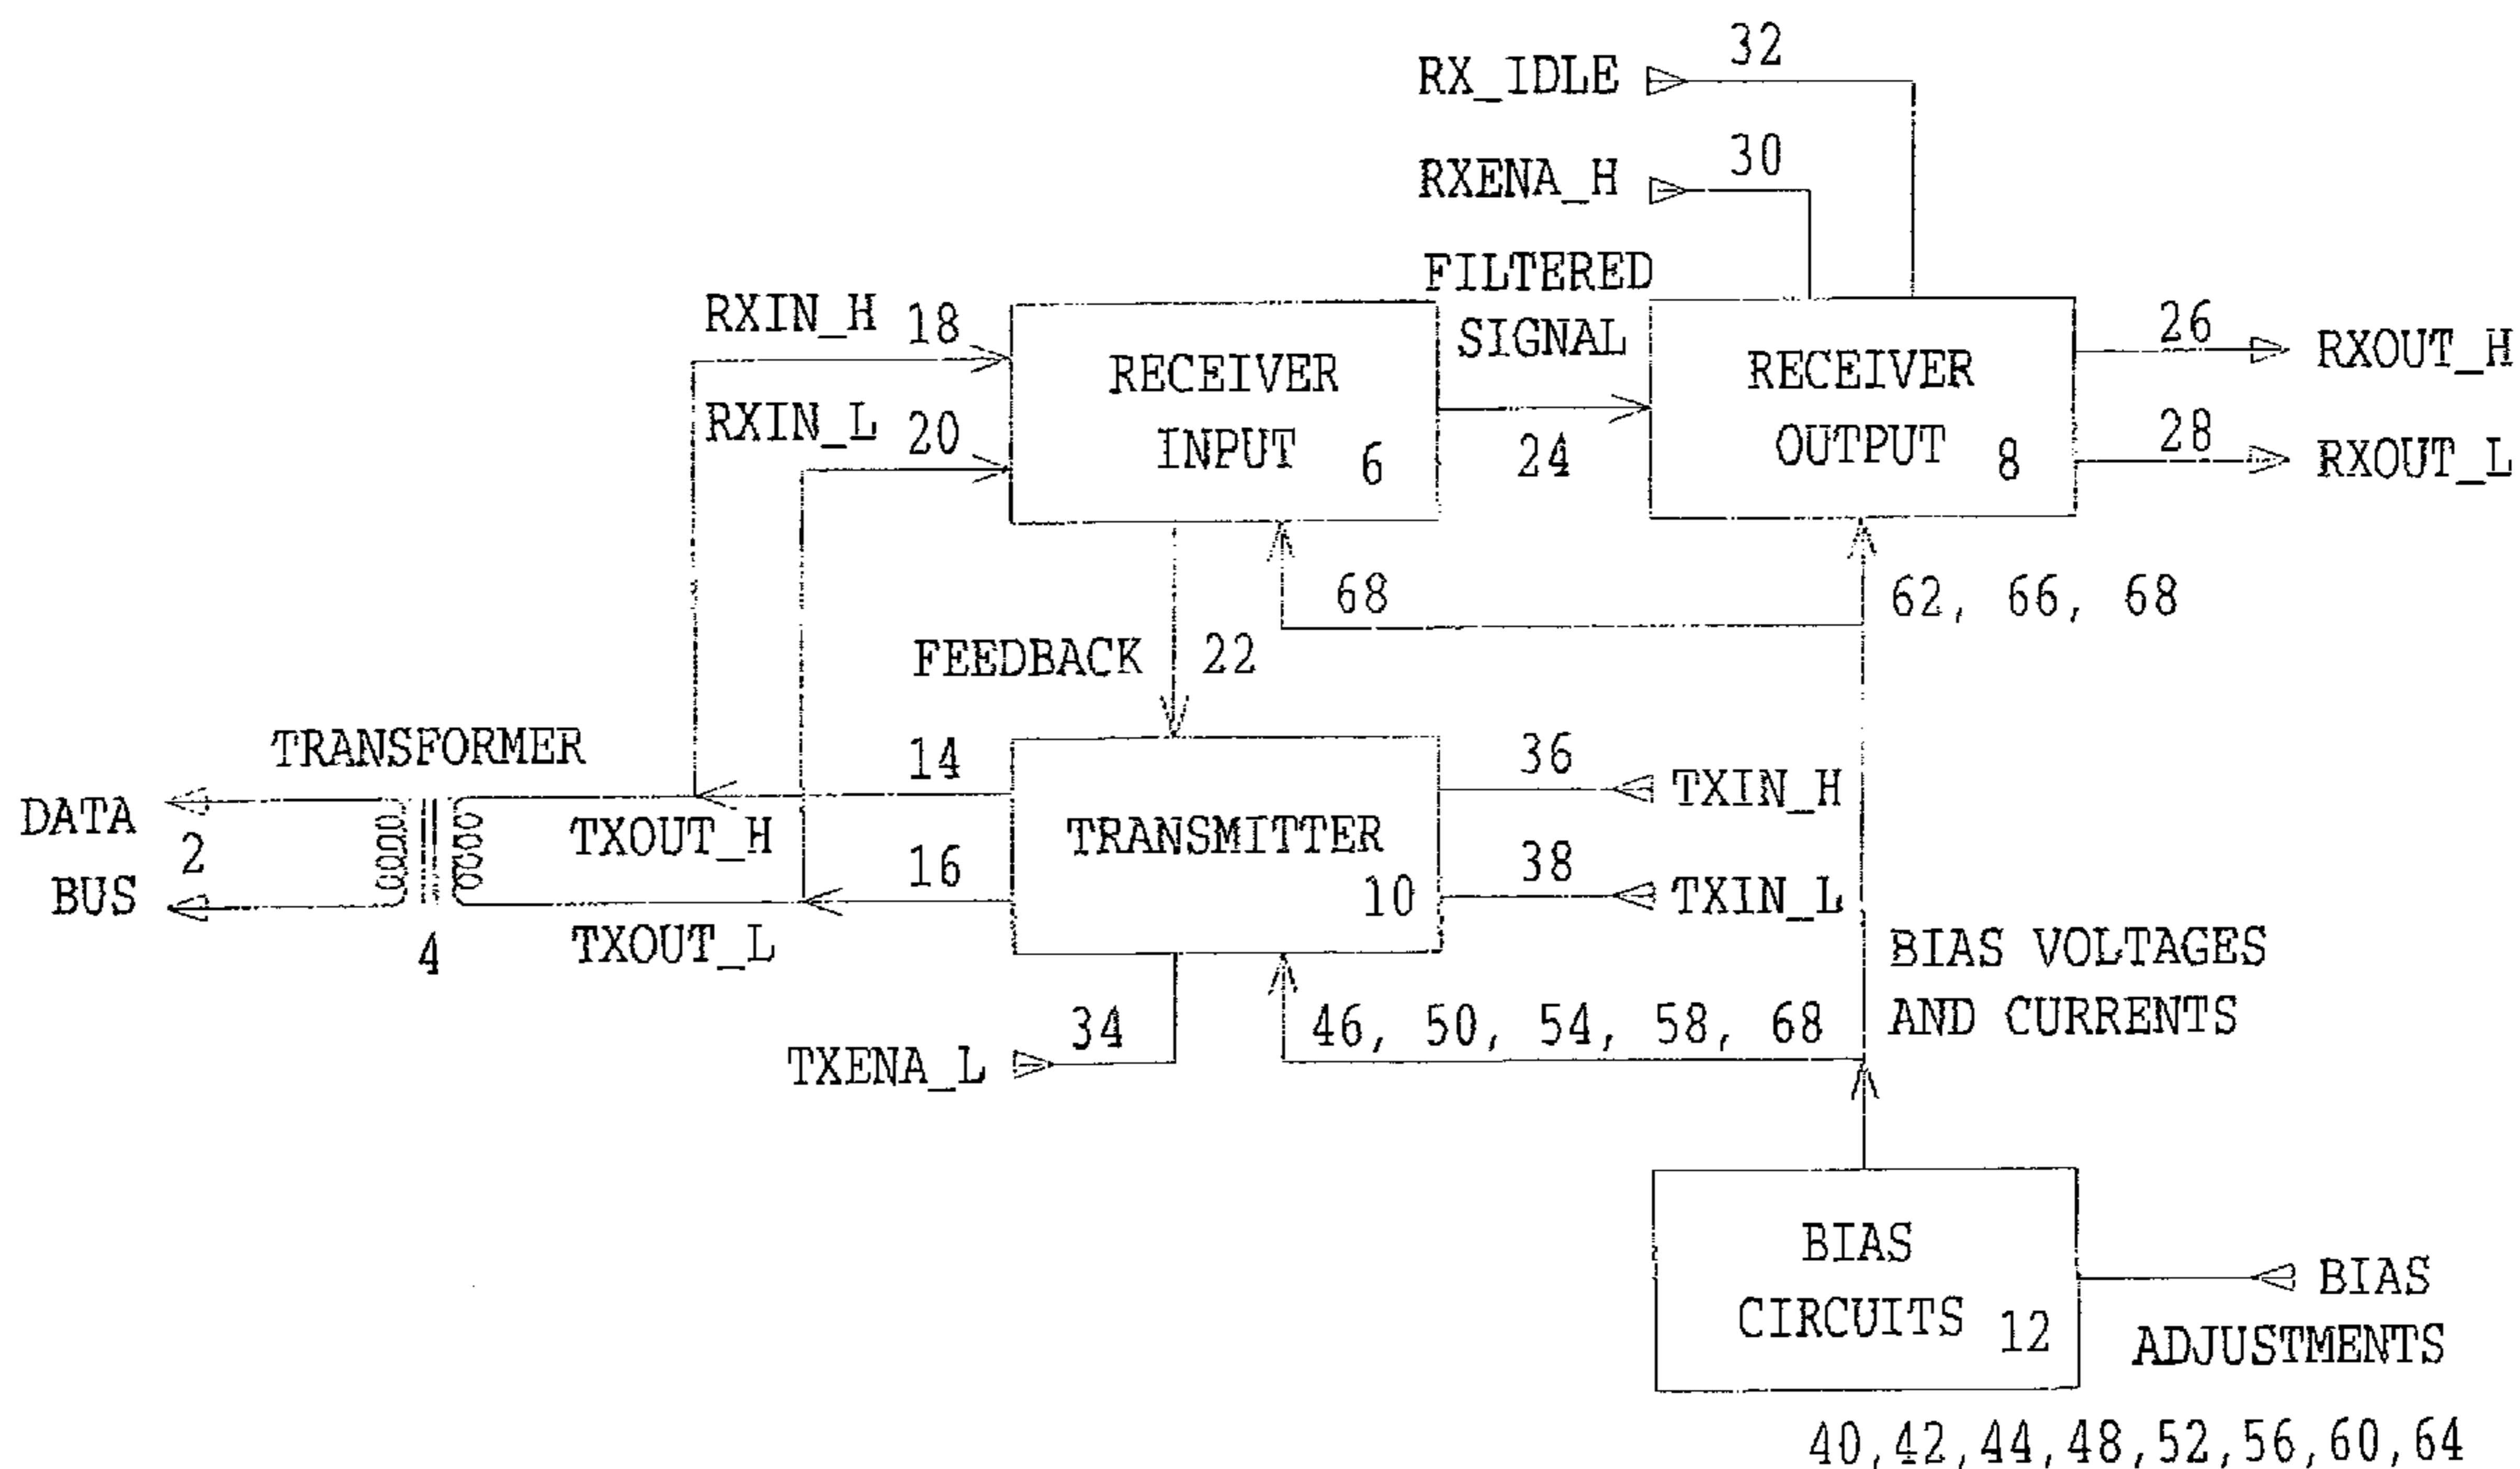 RX_IDLE 32
RXENA_H 30
FILTERED
SIGNAL
24
RXIN_H 18
RXIN_L 20
RECEIVER
INPUT 6
RECEIVER
OUTPUT 8
26 RXOUT_H
28 RXOUT_L
68
62, 66, 68
FEEDBACK 22
TRANSFORMER
DATA
2
BUS
4
14
TXOUT_H
16
TXOUT_L
TRANSMITTER
10
36 TXIN_H
38 TXIN_L
BIAS VOLTAGES
AND CURRENTS
46, 50, 54, 58, 68
TXENA_L 34
BIAS
CIRCUITS 12
BIAS
ADJUSTMENTS
40,42,44,48,52,56,60,64